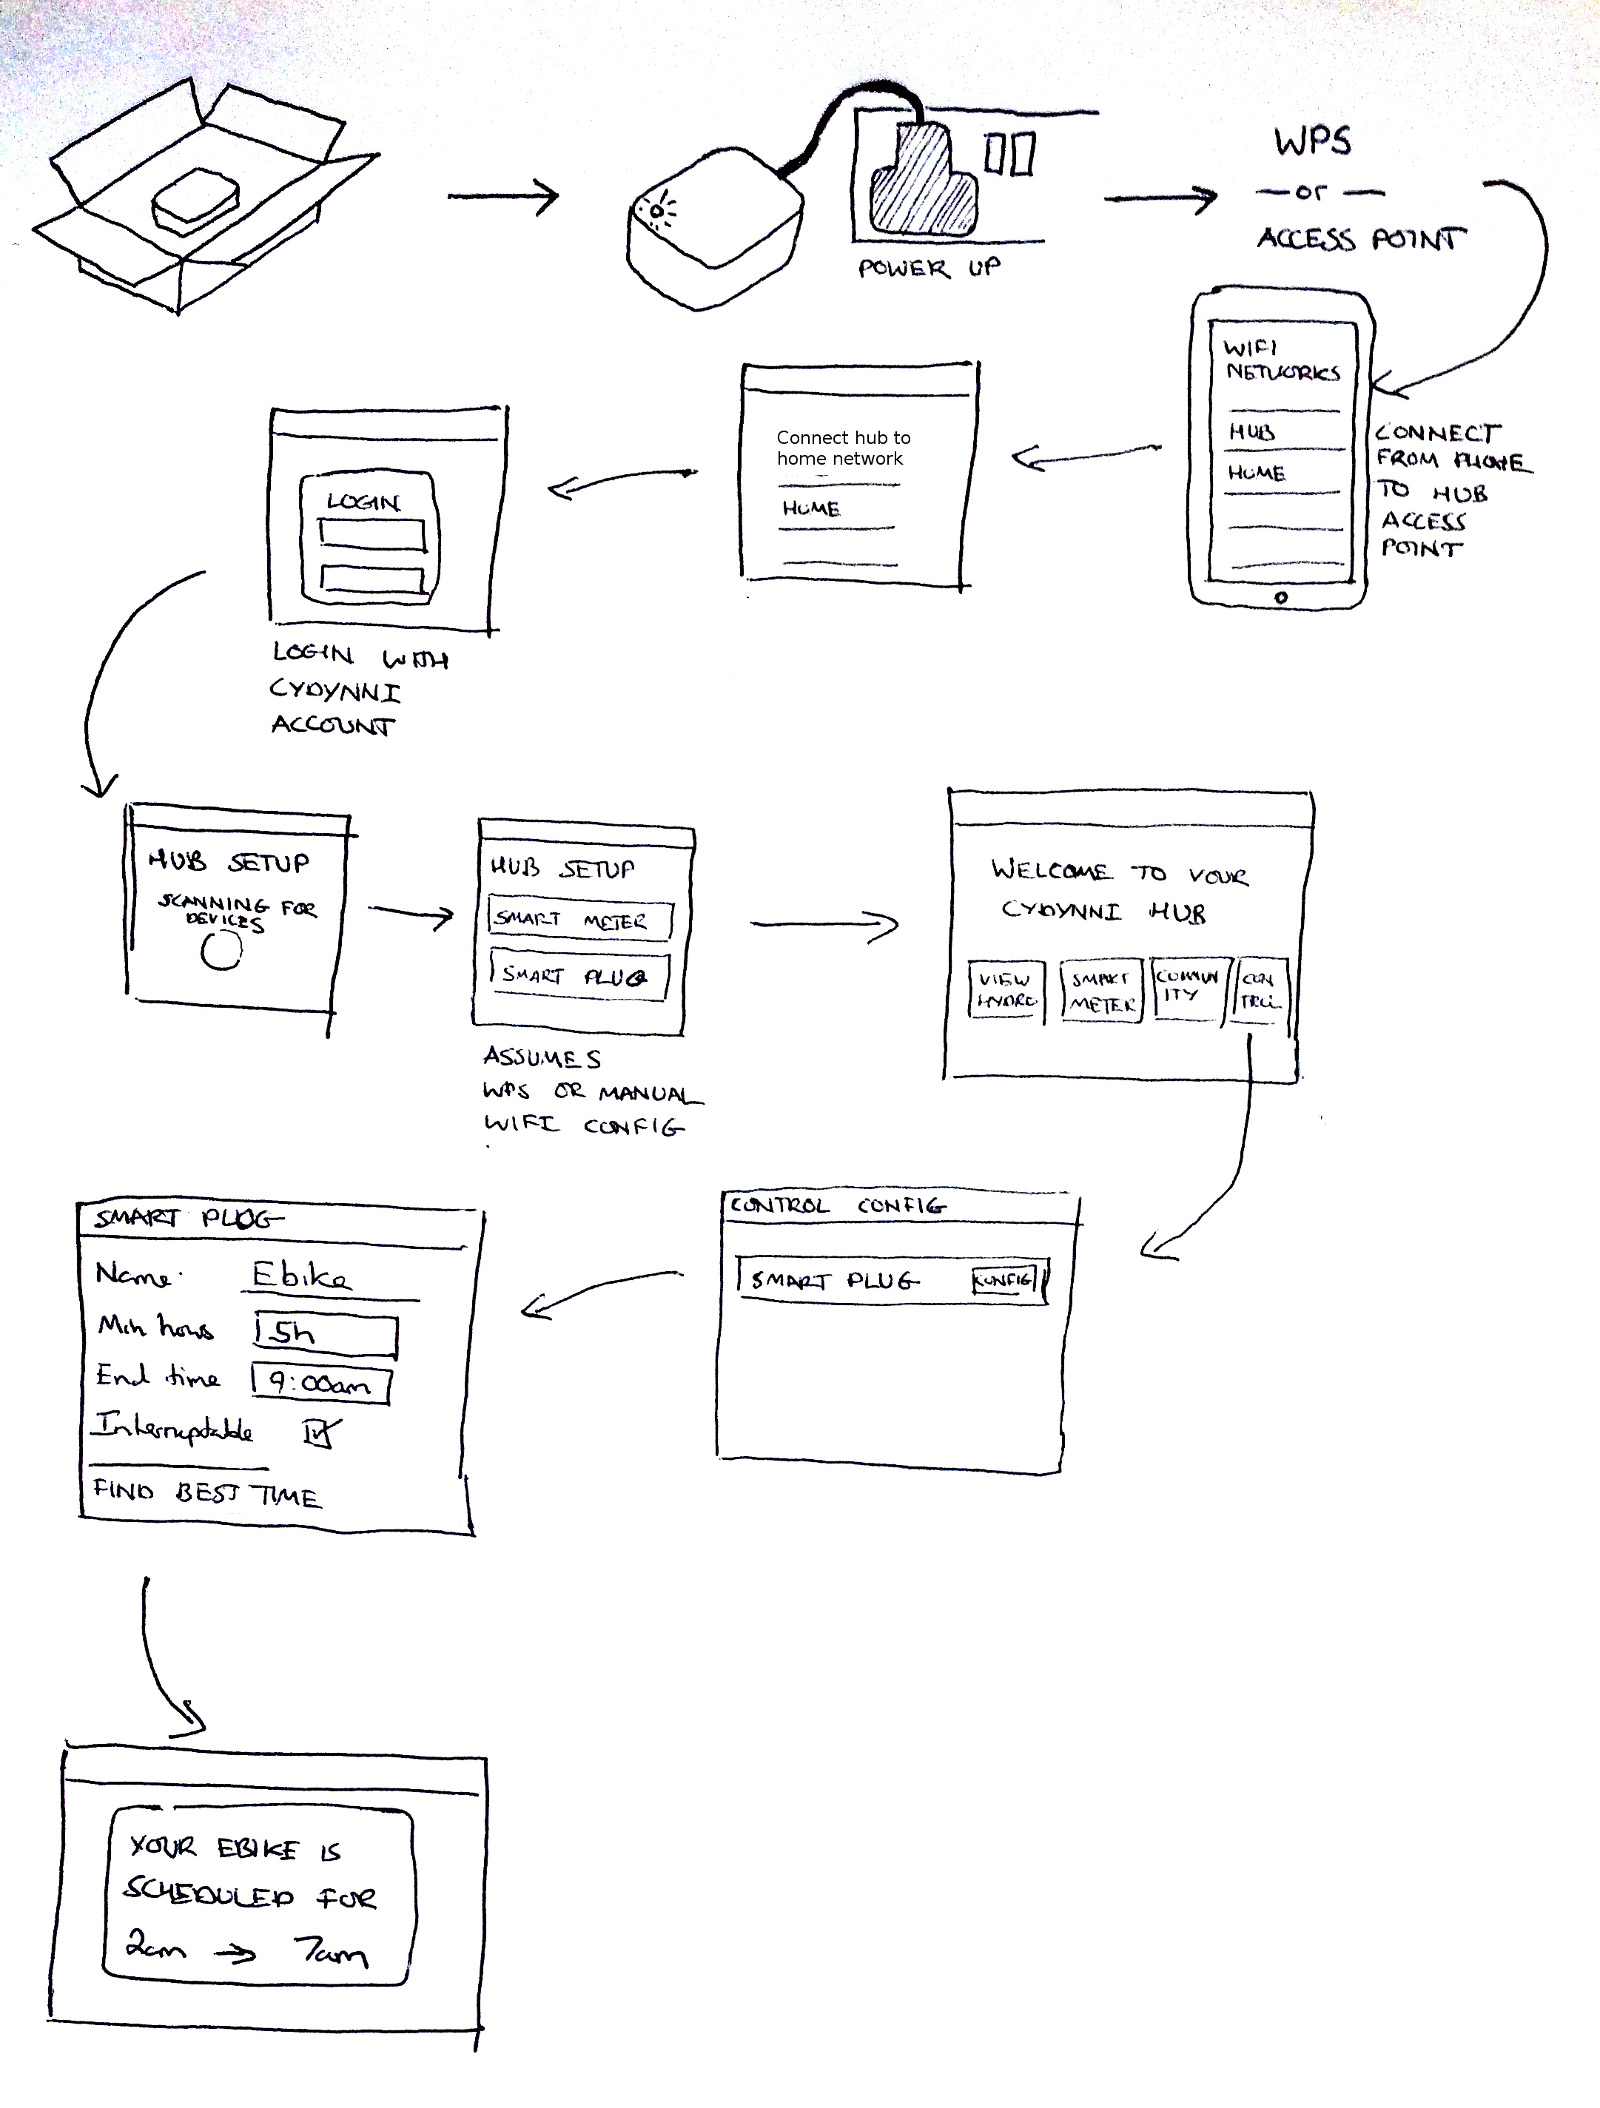 POWER UP
WPS
— or —
ACCESS POINT
WIFI
NETWORKS
HUB
HOME
CONNECT
FROM PHONE
TO HUB
ACCESS
POINT
Connect hub to
home network
HOME
LOGIN
LOGIN WITH
CYDYNNI
ACCOUNT
HUB SETUP
SCANNING FOR
DEVICES
HUB SETUP
SMART METER
SMART PLUG
ASSUMES
WPS OR MANUAL
WIFI CONFIG
WELCOME TO YOUR
CYDYNNI HUB
VIEW
HYDRO
SMART
METER
COMMUN
ITY
CON
TROL
CONTROL CONFIG
SMART PLUG CONFIG
SMART PLUG
Name: Ebike
Min hours 5h
End time 9:00am
Interruptable
FIND BEST TIME
YOUR EBIKE IS
SCHEDULED FOR
2am → 7am